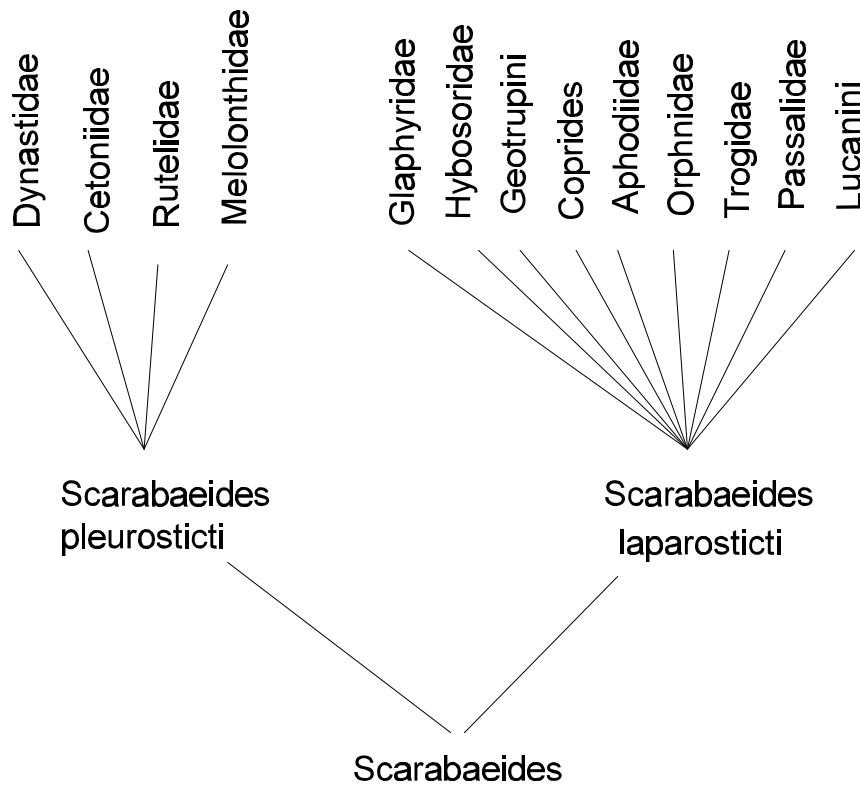 Dynastidae
Cetoniidae
Rutelidae
Melolonthidae
Glaphyridae
Hybosoridae
Geotrupini
Coprides
Aphodiidae
Orphnidae
Trogidae
Passalidae
Lucanini
Scarabaeides
pleurosticti
Scarabaeides
laparosticti
Scarabaeides